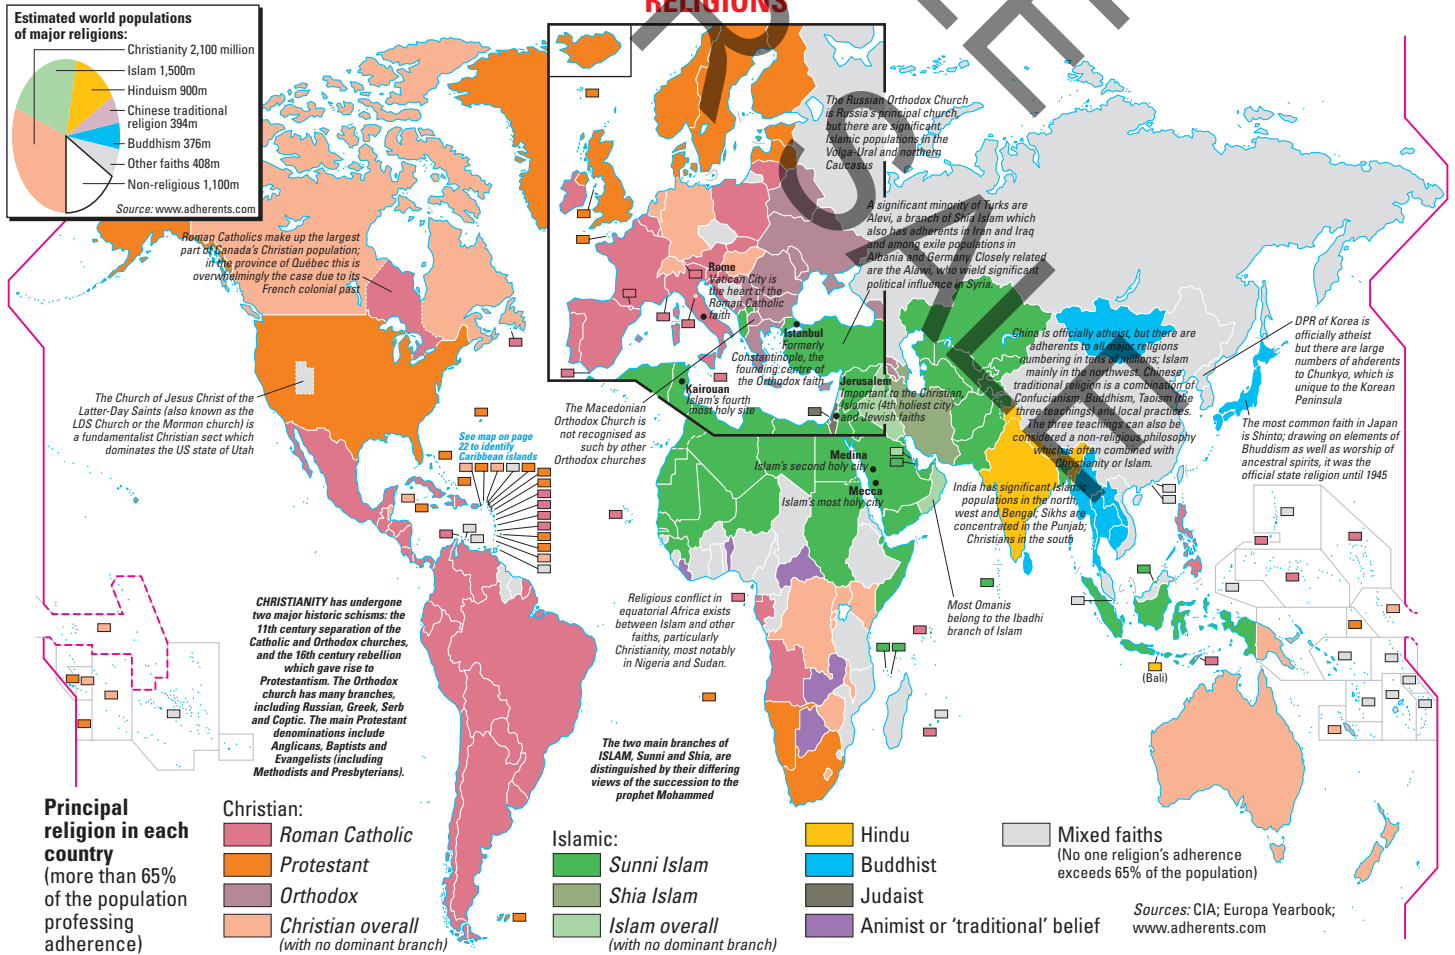 RELIGIONS
Estimated world populations
of major religions:
Christianity 2,100 million
Islam 1,500m
Hinduism 900m
Chinese traditional
religion 394m
Buddhism 376m
Other faiths 408m
Non-religious 1,100m
Source: www.adherents.com
Roman Catholics make up the largest
part of Canada's Christian population;
in the province of Québec this is
overwhelmingly the case due to its
French colonial past
The Church of Jesus Christ of the
Latter-Day Saints (also known as the
LDS Church or the Mormon church) is
a fundamentalist Christian sect which
dominates the US state of Utah
See map on page
22 to identify
Caribbean islands
The Russian Orthodox Church
is Russia's principal church,
but there are significant
Islamic populations in the
Volga-Ural and northern
Caucasus
A significant minority of Turks are
Alevi, a branch of Shia Islam which
also has adherents in Iran and Iraq
and among exile populations in
Albania and Germany. Closely related
are the Alawi, who wield significant
political influence in Syria.
Rome
Vatican City is
the heart of the
Roman Catholic
faith
Istanbul
Formerly
Constantinople, the
founding centre of
the Orthodox faith
Kairouan
Islam's fourth
most holy site
Jerusalem
Important to the Christian,
Islamic (4th holiest city)
and Jewish faiths
The Macedonian
Orthodox Church is
not recognised as
such by other
Orthodox churches
Medina
Islam's second holy city
Mecca
Islam's most holy city
China is officially atheist, but there are
adherents to all major religions
numbering in tens of millions; Islam
mainly in the northwest. Chinese
traditional religion is a combination of
Confucianism, Buddhism, Taoism (the
three teachings) and local practices.
The three teachings can also be
considered a non-religious philosophy
which is often combined with
Christianity or Islam.
DPR of Korea is
officially atheist
but there are large
numbers of ahderents
to Chunkyo, which is
unique to the Korean
Peninsula
The most common faith in Japan
is Shinto; drawing on elements of
Bhuddism as well as worship of
ancestral spirits, it was the
official state religion until 1945
India has significant Islamic
populations in the north,
west and Bengal; Sikhs are
concentrated in the Punjab;
Christians in the south
Most Omanis
belong to the Ibadhi
branch of Islam
(Bali)
Religious conflict in
equatorial Africa exists
between Islam and other
faiths, particularly
Christianity, most notably
in Nigeria and Sudan.
CHRISTIANITY has undergone
two major historic schisms: the
11th century separation of the
Catholic and Orthodox churches,
and the 16th century rebellion
which gave rise to
Protestantism. The Orthodox
church has many branches,
including Russian, Greek, Serb
and Coptic. The main Protestant
denominations include
Anglicans, Baptists and
Evangelists (including
Methodists and Presbyterians).
The two main branches of
ISLAM, Sunni and Shia, are
distinguished by their differing
views of the succession to the
prophet Mohammed
Principal
religion in each
country
(more than 65%
of the population
professing
adherence)
Christian:
Roman Catholic
Protestant
Orthodox
Christian overall
(with no dominant branch)
Islamic:
Sunni Islam
Shia Islam
Islam overall
(with no dominant branch)
Hindu
Buddhist
Judaist
Animist or 'traditional' belief
Mixed faiths
(No one religion's adherence
exceeds 65% of the population)
Sources: CIA; Europa Yearbook;
www.adherents.com